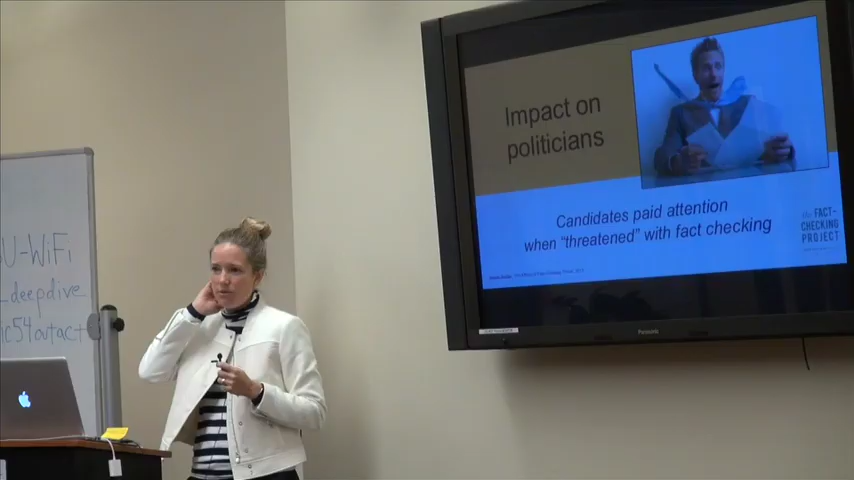 U-WiFi
deepdive
Impact on
politicians
Candidates paid attention
when "threatened" with fact checking
the FACT-
CHECKING
PROJECT
Panasonic